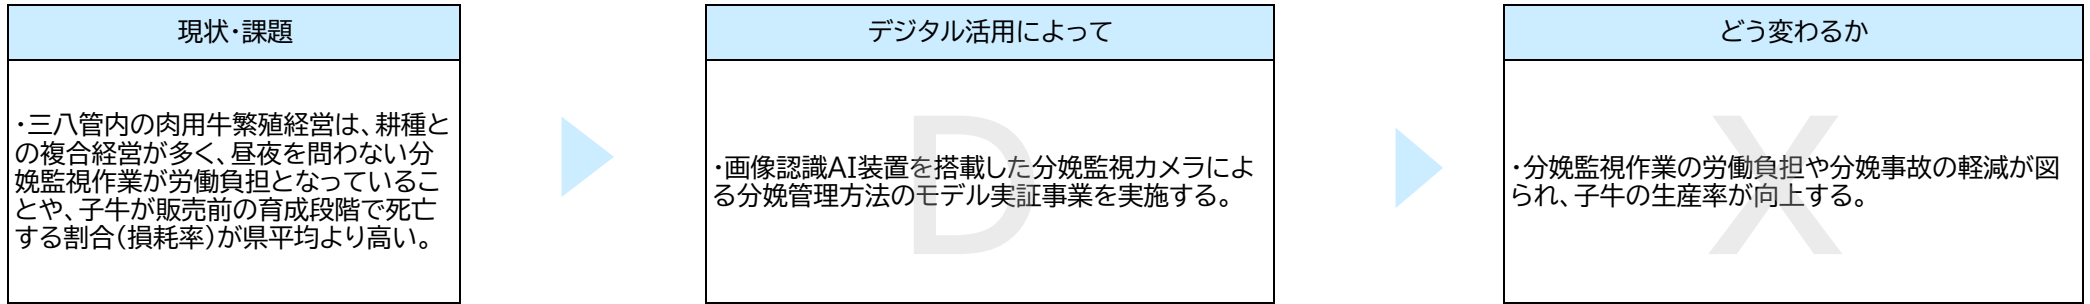 現状・課題
・三八管内の肉用牛繁殖経営は、耕種と
の複合経営が多く、昼夜を問わない分
娩監視作業が労働負担となっているこ
とや、子牛が販売前の育成段階で死亡
する割合(損耗率)が県平均より高い。
デジタル活用によって
D
・画像認識AI装置を搭載した分娩監視カメラによ
る分娩管理方法のモデル実証事業を実施する。
どう変わるか
X
・分娩監視作業の労働負担や分娩事故の軽減が図
られ、子牛の生産率が向上する。